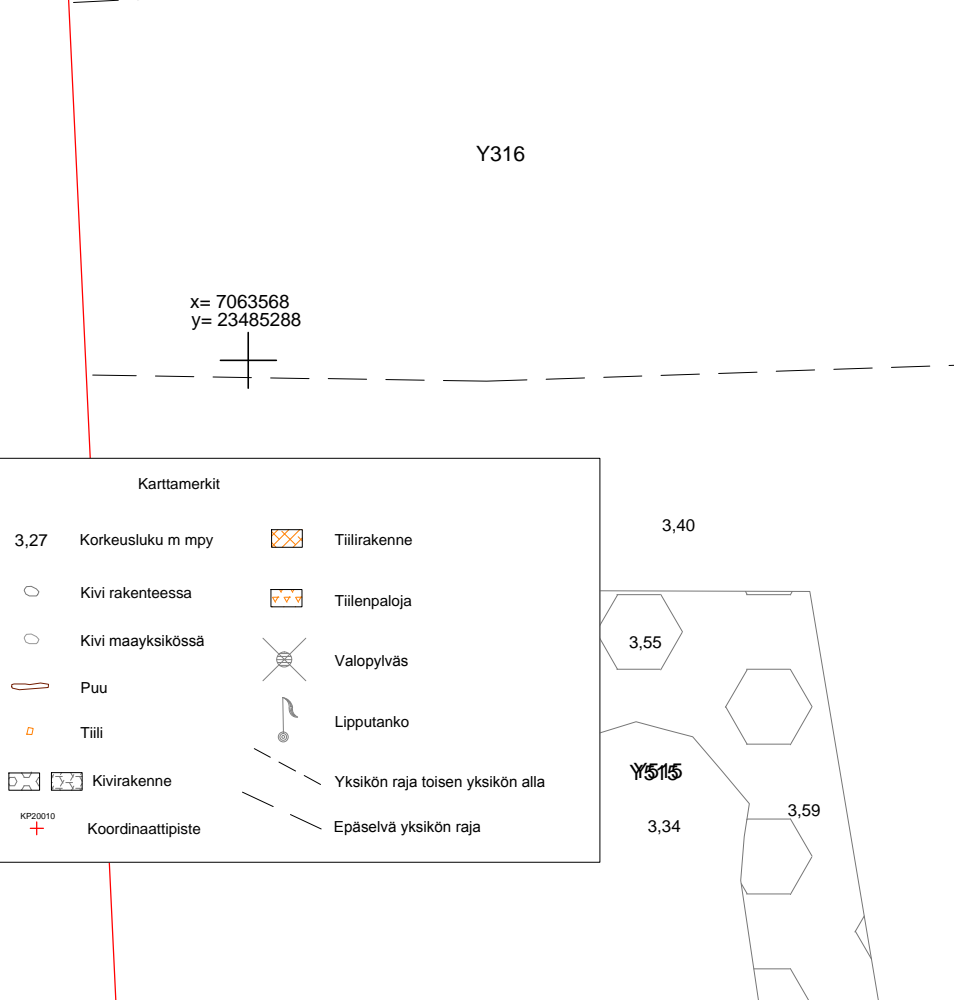 Y316
x= 7063568
y= 23485288
Karttamerkit
3,27 Korkeusluku m mpy
Kivi rakenteessa
Kivi maayksikössä
Puu
Tiili
Kivirakenne
KP20010
Koordinaattipiste
Tiilirakenne
Tiilenpaloja
Valopylväs
Lipputanko
Yksikön raja toisen yksikön alla
Epäselvä yksikön raja
3,40
3,55
Y515
3,34
3,59